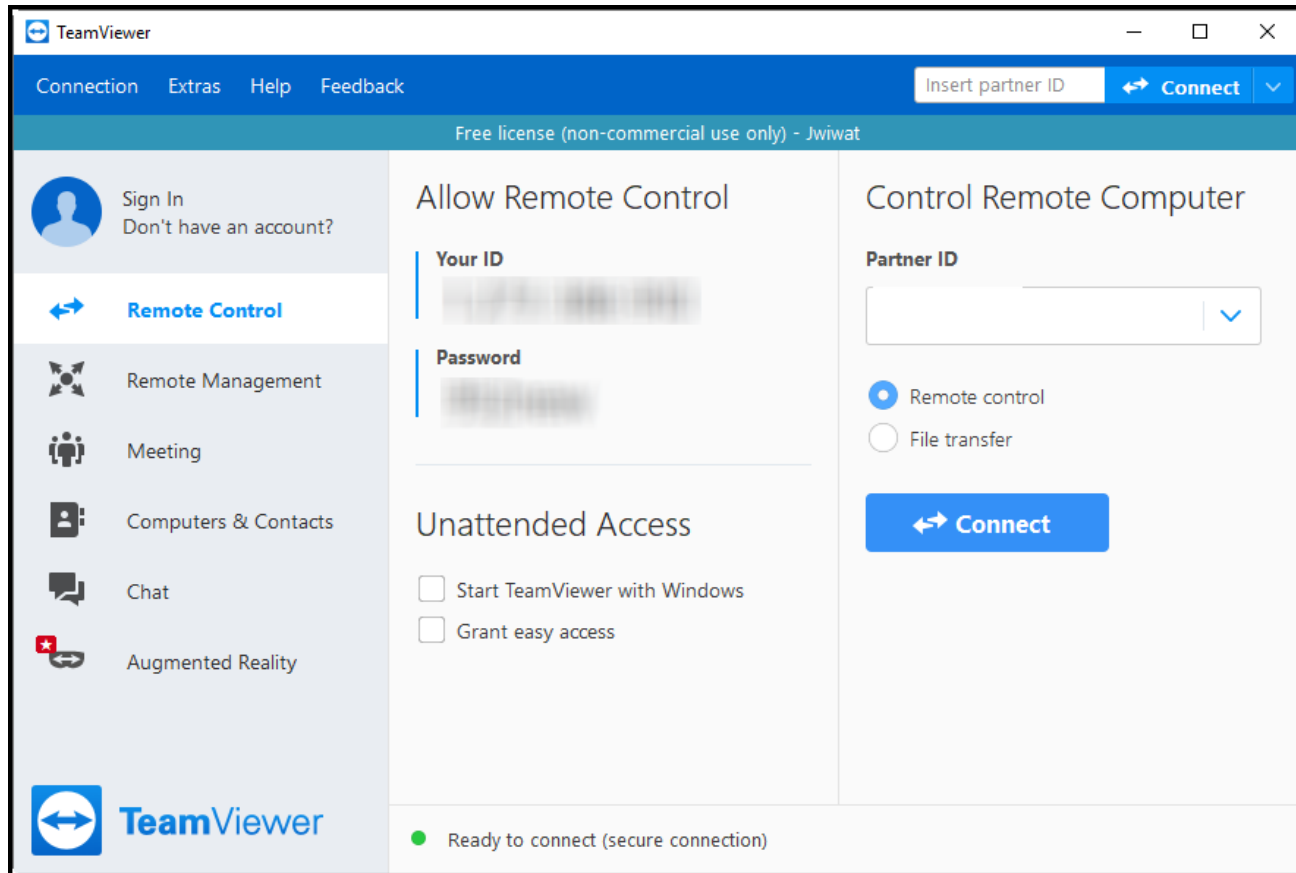 TeamViewer
Connection Extras Help Feedback
Insert partner ID
Connect
Free license (non-commercial use only) - Jwiwat
Sign In
Don't have an account?
Remote Control
Remote Management
Meeting
Computers & Contacts
Chat
Augmented Reality
TeamViewer
Allow Remote Control
Your ID
Password
Unattended Access
Start TeamViewer with Windows
Grant easy access
Control Remote Computer
Partner ID
Remote control
File transfer
Connect
Ready to connect (secure connection)